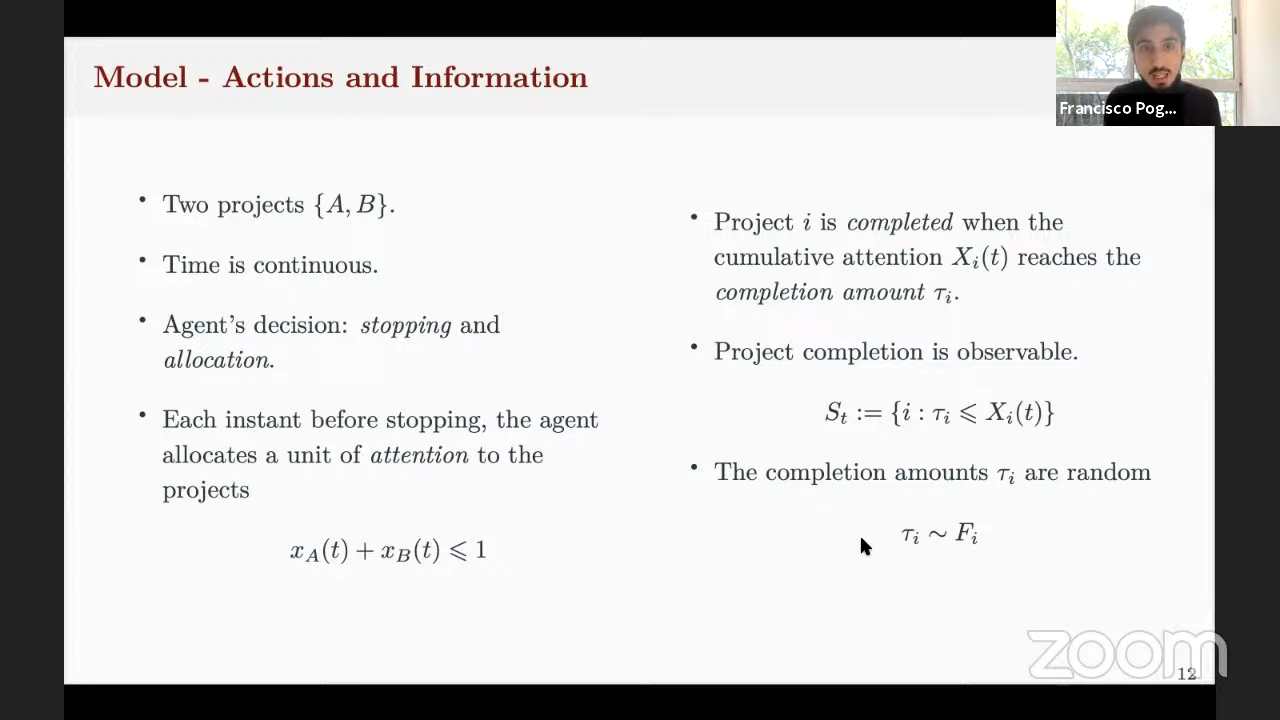 Model - Actions and Information
Francisco Pog...
• Two projects {A, B}.
• Time is continuous.
• Agent's decision: stopping and
allocation.
• Each instant before stopping, the agent
allocates a unit of attention to the
projects
x_A(t) + x_B(t) ⩽ 1
• Project i is completed when the
cumulative attention X_i(t) reaches the
completion amount τ_i.
• Project completion is observable.
S_t := {i : τ_i ⩽ X_i(t)}
• The completion amounts τ_i are random
τ_i ∼ F_i
zoom
12